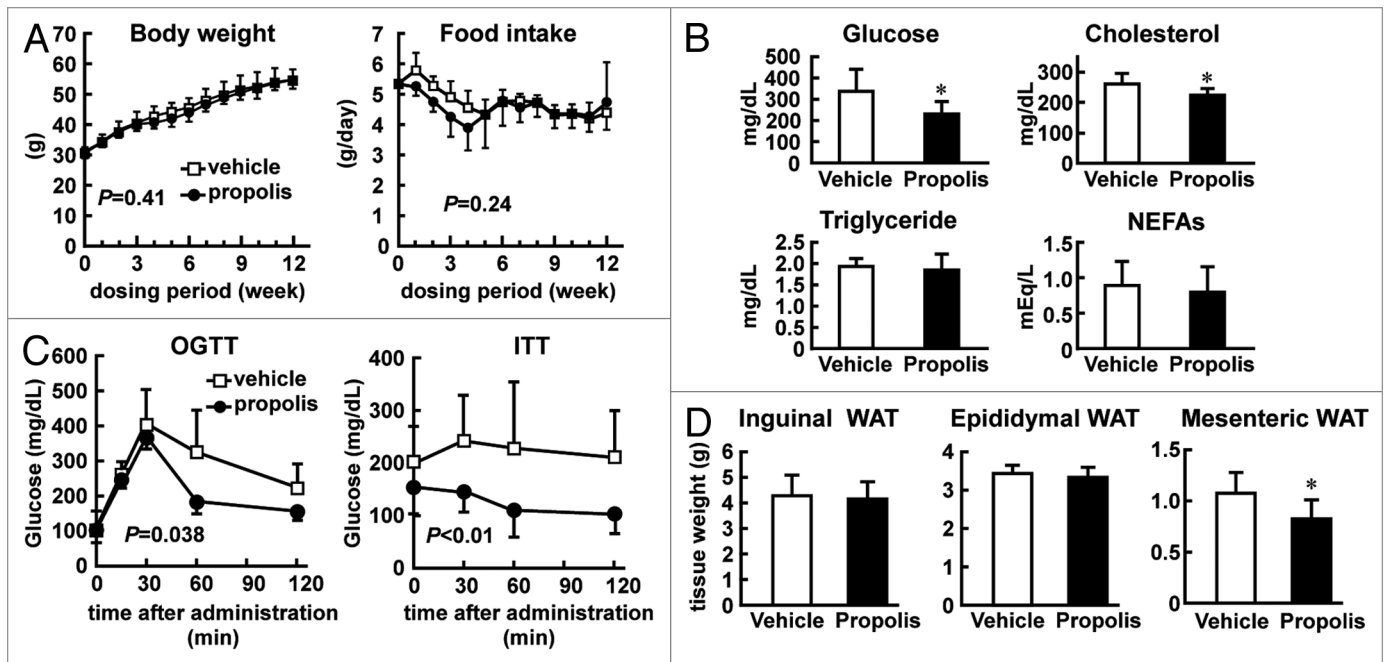 A
Body weight
70
60
50
40
30
20
10
0
(g)
vehicle
propolis
P=0.41
0 3 6 9 12
dosing period (week)
Food intake
7
6
5
4
3
2
1
0
(g/day)
P=0.24
0 3 6 9 12
dosing period (week)
B
Glucose
500
400
300
200
100
0
mg/dL
*
Vehicle Propolis
Cholesterol
300
200
100
0
mg/dL
*
Vehicle Propolis
Triglyceride
2.5
2.0
1.5
1.0
0.5
0
mg/dL
Vehicle Propolis
NEFAs
1.5
1.0
0.5
0
mEq/L
Vehicle Propolis
C
OGTT
600
500
400
300
200
100
0
Glucose (mg/dL)
vehicle
propolis
P=0.038
0 30 60 90 120
time after administration
(min)
ITT
400
300
200
100
0
Glucose (mg/dL)
P<0.01
0 30 60 90 120
time after administration
(min)
D
Inguinal WAT
6
5
4
3
2
1
0
tissue weight (g)
Vehicle Propolis
Epididymal WAT
4
3
2
1
0
Vehicle Propolis
Mesenteric WAT
1.5
1.0
0.5
0
*
Vehicle Propolis